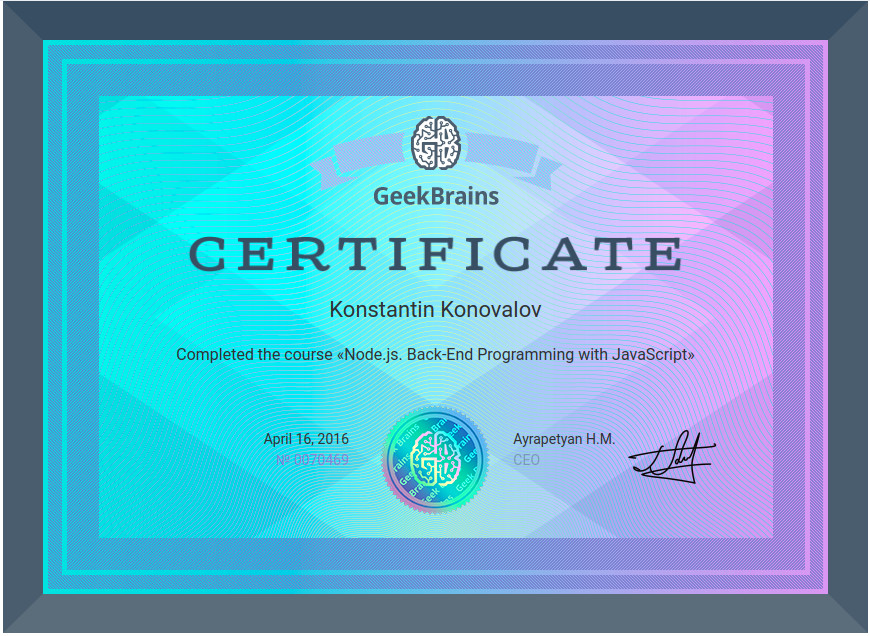 GeekBrains
CERTIFICATE
Konstantin Konovalov
Completed the course «Node.js. Back-End Programming with JavaScript»
April 16, 2016
№ 0070469
Ayrapetyan H.M.
CEO